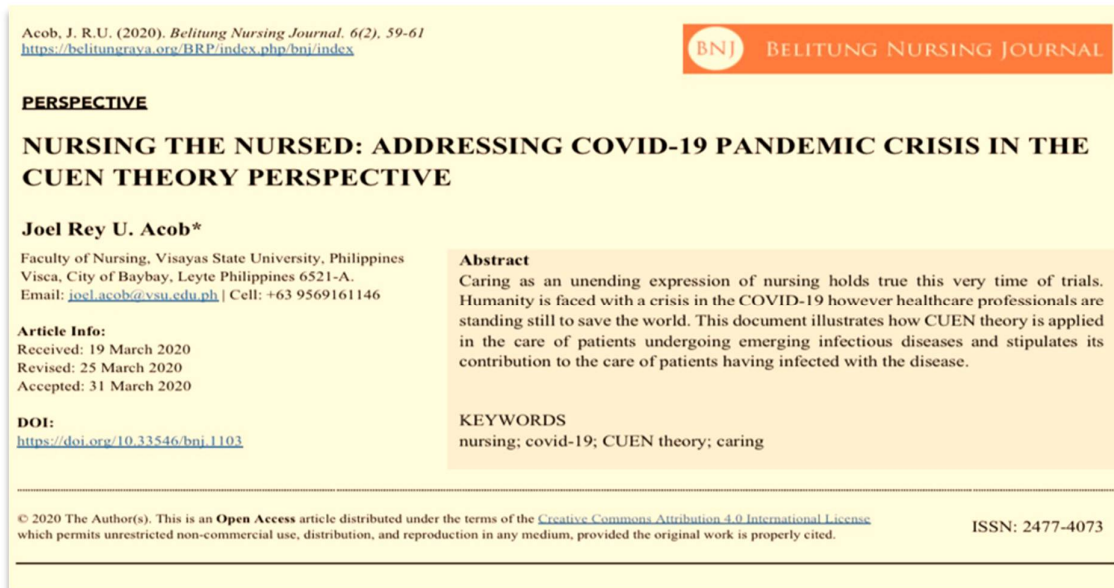 Acob, J. R.U. (2020). Belitung Nursing Journal. 6(2), 59-61
https://belitungraya.org/BRP/index.php/bnj/index
BNJ BELITUNG NURSING JOURNAL
PERSPECTIVE
NURSING THE NURSED: ADDRESSING COVID-19 PANDEMIC CRISIS IN THE
CUEN THEORY PERSPECTIVE
Joel Rey U. Acob*
Faculty of Nursing, Visayas State University, Philippines
Visca, City of Baybay, Leyte Philippines 6521-A.
Email: joel.acob@vsu.edu.ph | Cell: +63 9569161146
Article Info:
Received: 19 March 2020
Revised: 25 March 2020
Accepted: 31 March 2020
DOI:
https://doi.org/10.33546/bnj.1103
Abstract
Caring as an unending expression of nursing holds true this very time of trials.
Humanity is faced with a crisis in the COVID-19 however healthcare professionals are
standing still to save the world. This document illustrates how CUEN theory is applied
in the care of patients undergoing emerging infectious diseases and stipulates its
contribution to the care of patients having infected with the disease.
KEYWORDS
nursing; covid-19; CUEN theory; caring
© 2020 The Author(s). This is an Open Access article distributed under the terms of the Creative Commons Attribution 4.0 International License
which permits unrestricted non-commercial use, distribution, and reproduction in any medium, provided the original work is properly cited.
ISSN: 2477-4073